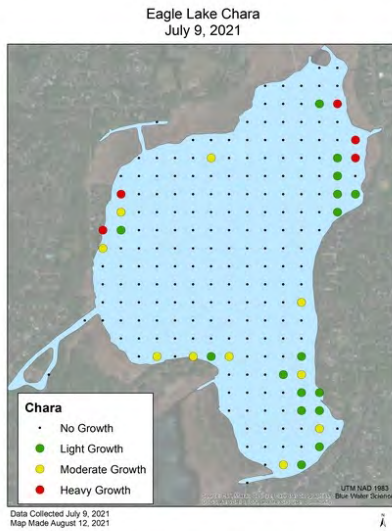 Eagle Lake Chara
July 9, 2021
Chara
No Growth
Light Growth
Moderate Growth
Heavy Growth
UTM NAD 1983
Blue Water Science
Data Collected July 9, 2021
Map Made August 12, 2021
N